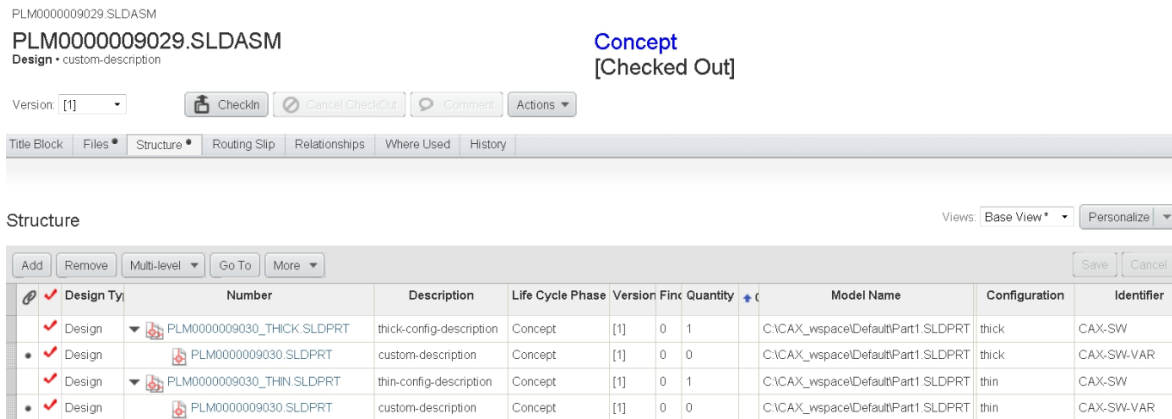 PLM0000009029.SLDASM
PLM0000009029.SLDASM
Design • custom-description
Concept
[Checked Out]
Version: [1] CheckIn Cancel CheckOut Comment Actions
Title Block Files Structure Routing Slip Relationships Where Used History
Structure
Views: Base View* Personalize
Add Remove Multi-level Go To More Save Cancel
Design Ty Number Description Life Cycle Phase Version Find Quantity Model Name Configuration Identifier
Design PLM0000009030_THICK.SLDPRT thick-config-description Concept [1] 0 1 C:\CAX_wspace\Default\Part1.SLDPRT thick CAX-SW
Design PLM0000009030.SLDPRT custom-description Concept [1] 0 0 C:\CAX_wspace\Default\Part1.SLDPRT thick CAX-SW-VAR
Design PLM0000009030_THIN.SLDPRT thin-config-description Concept [1] 0 1 C:\CAX_wspace\Default\Part1.SLDPRT thin CAX-SW
Design PLM0000009030.SLDPRT custom-description Concept [1] 0 0 C:\CAX_wspace\Default\Part1.SLDPRT thin CAX-SW-VAR